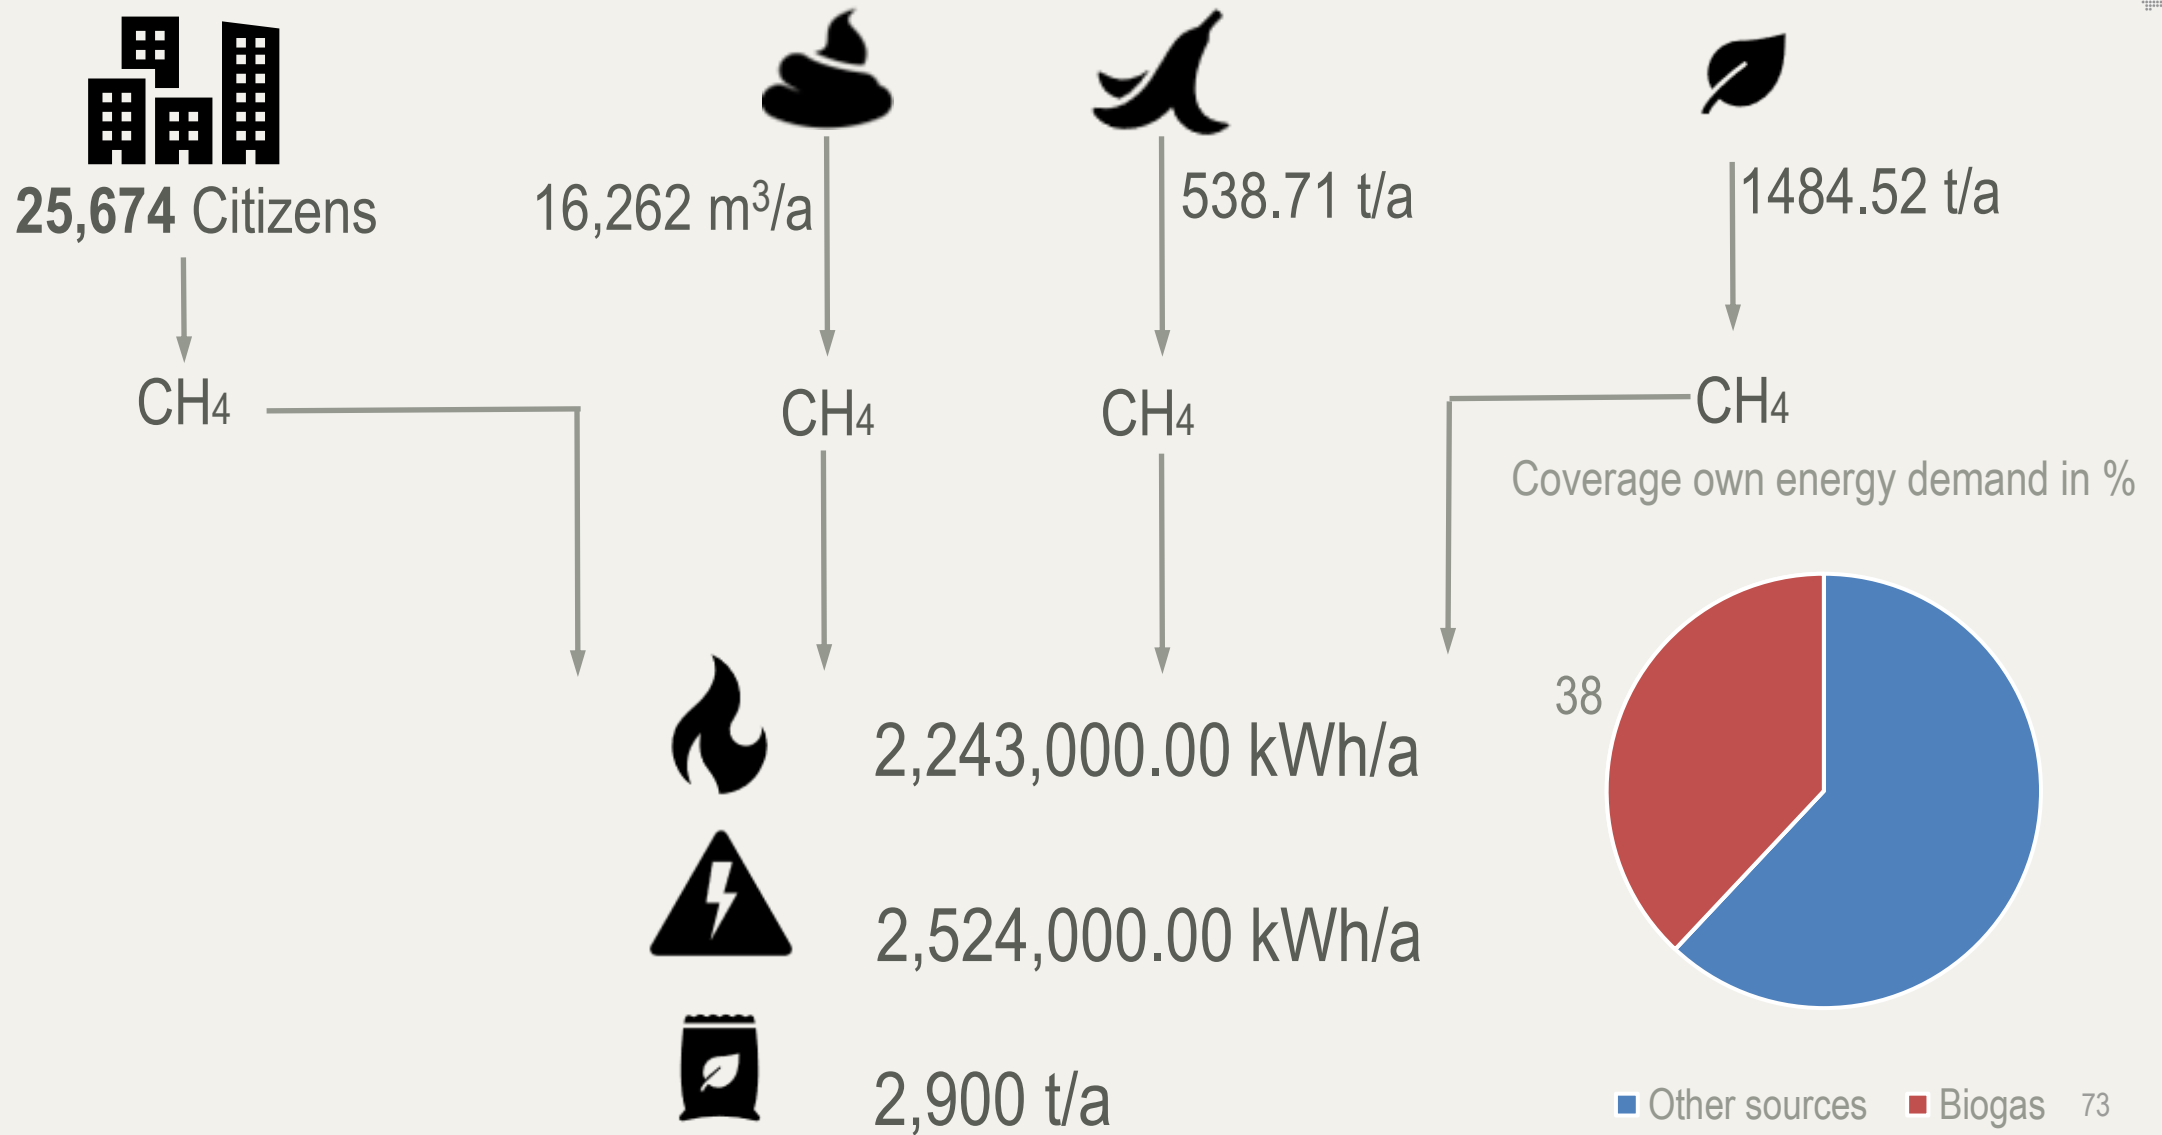 25,674 Citizens
16,262 m³/a
538.71 t/a
1484.52 t/a
CH₄
CH₄
CH₄
CH₄
Coverage own energy demand in %
38
2,243,000.00 kWh/a
2,524,000.00 kWh/a
2,900 t/a
Other sources
Biogas
73